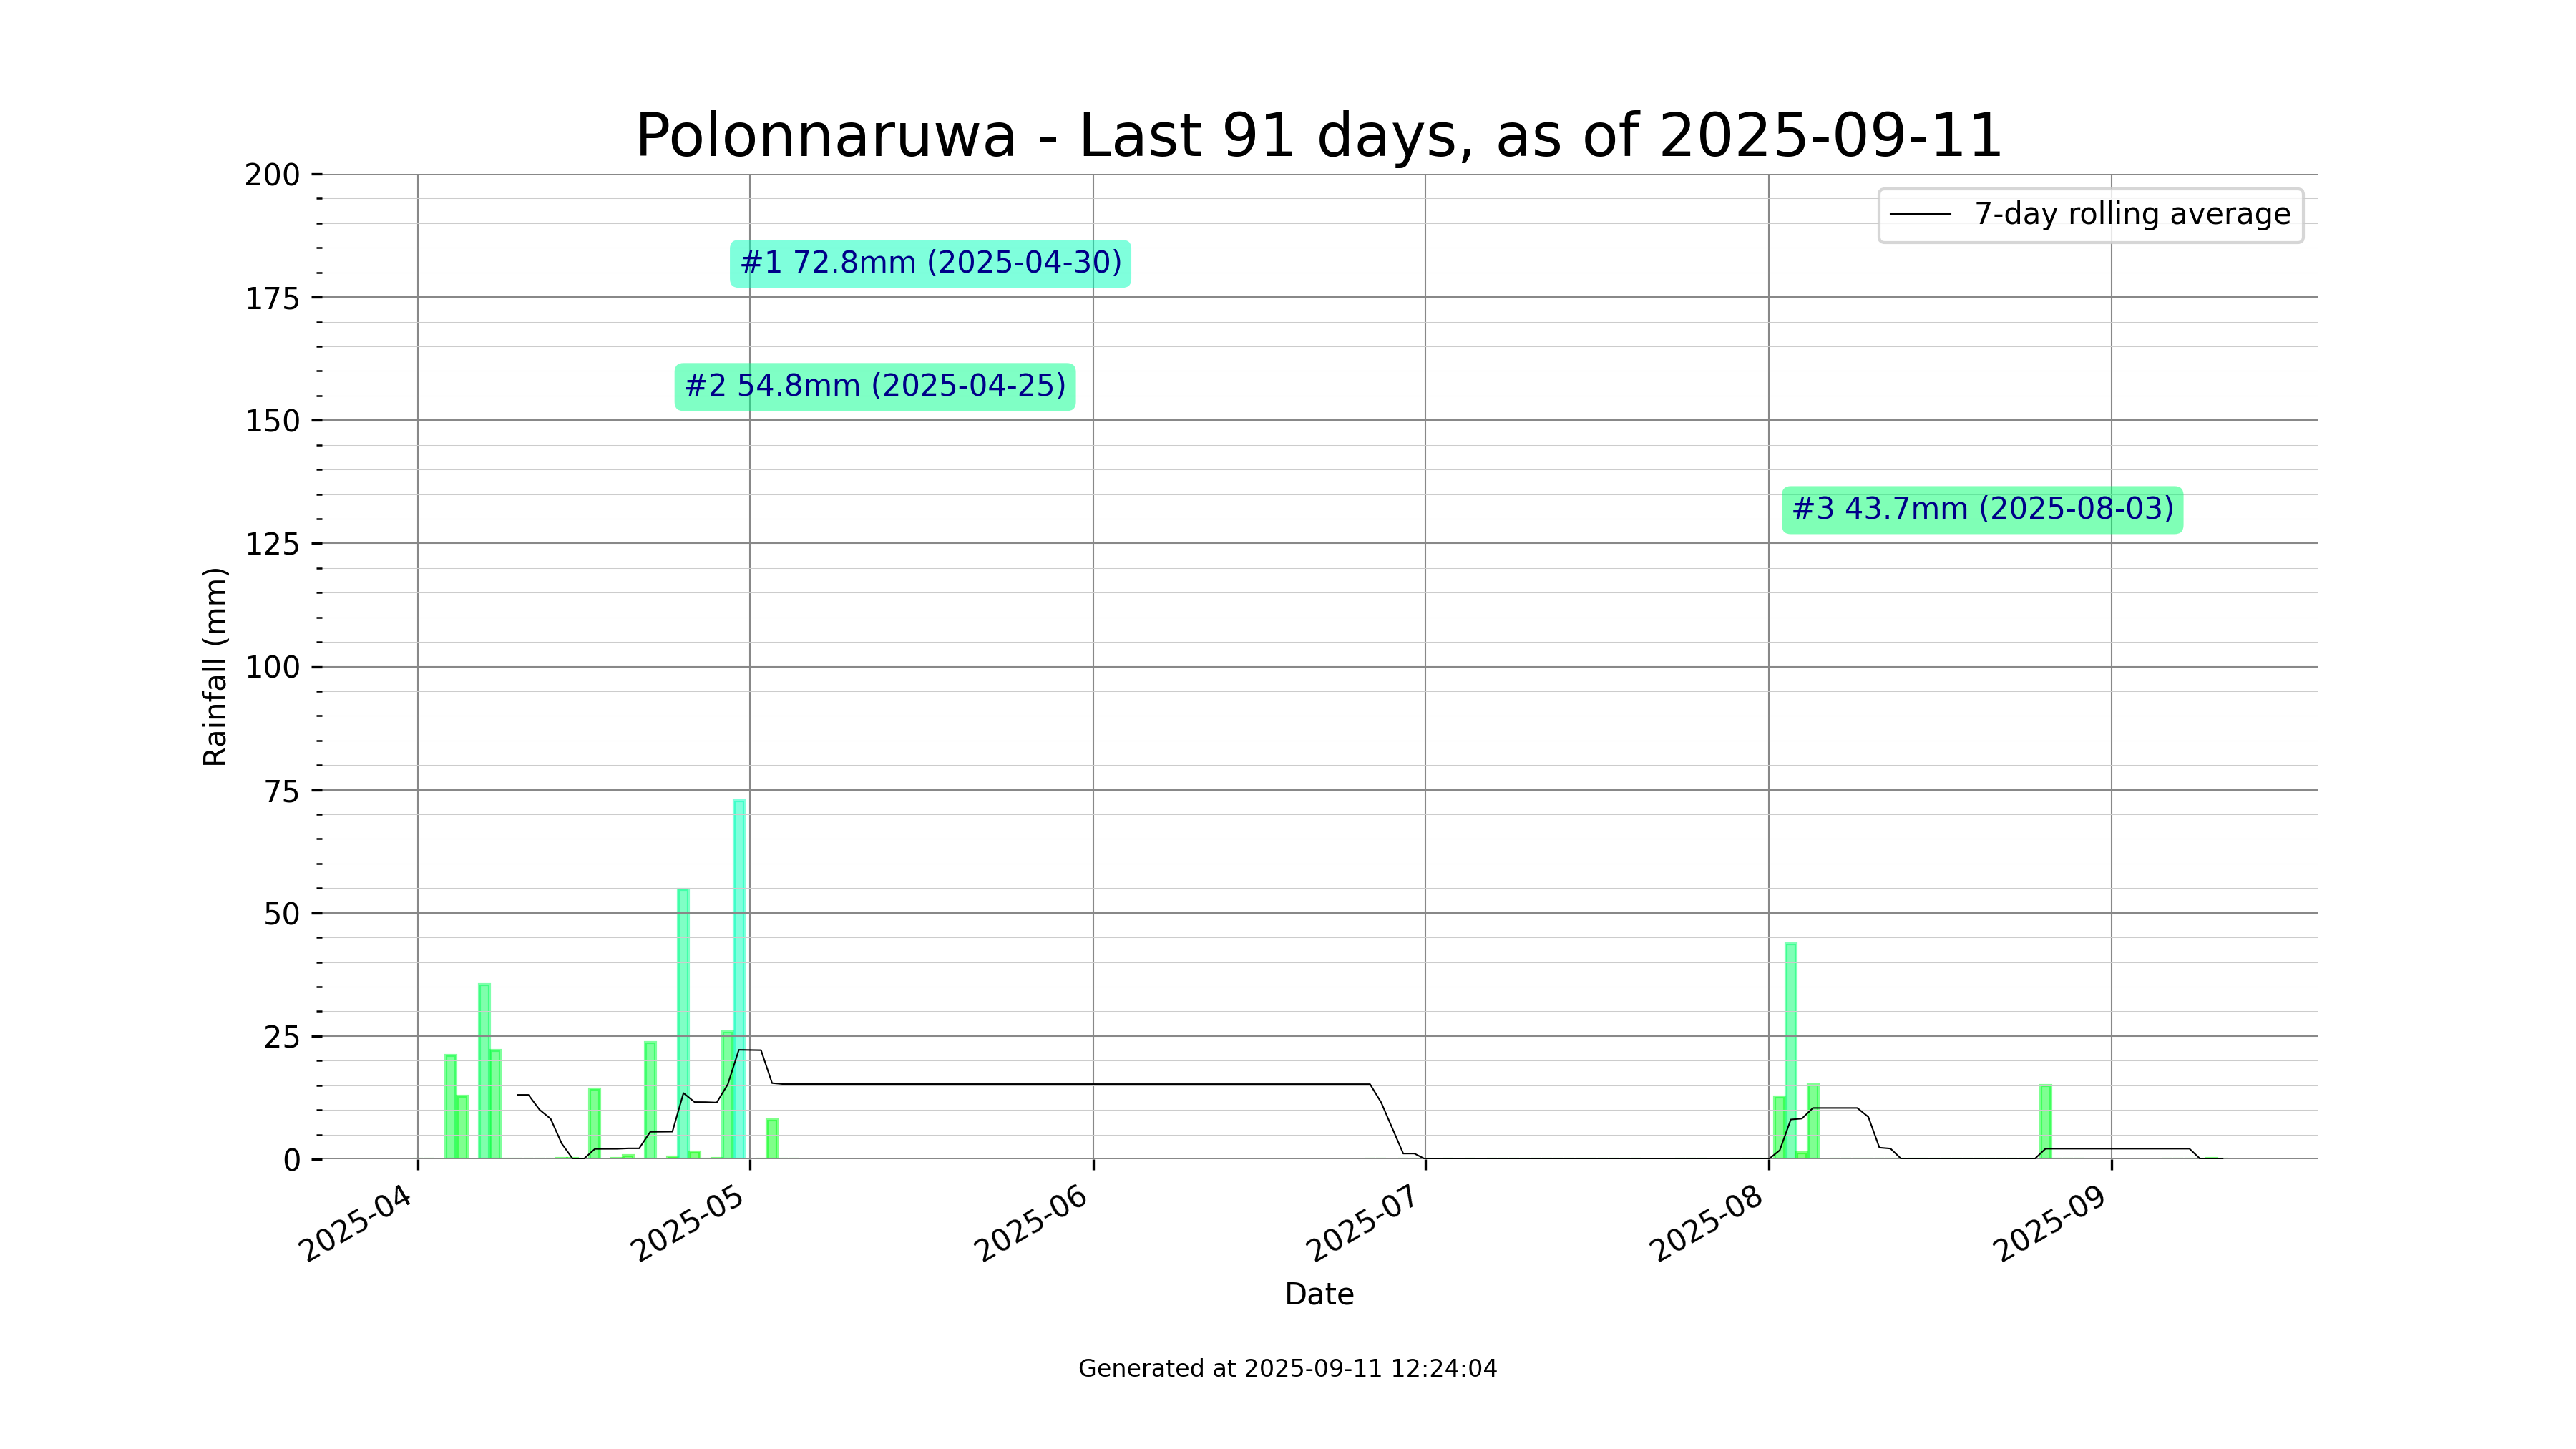 Polonnaruwa - Last 91 days, as of 2025-09-11
200
7-day rolling average
#1 72.8mm (2025-04-30)
175
#2 54.8mm (2025-04-25)
150
#3 43.7mm (2025-08-03)
125
Rainfall (mm)
100
75
50
25
0
2025-04
2025-05
2025-06
2025-07
2025-08
2025-09
Date
Generated at 2025-09-11 12:24:04